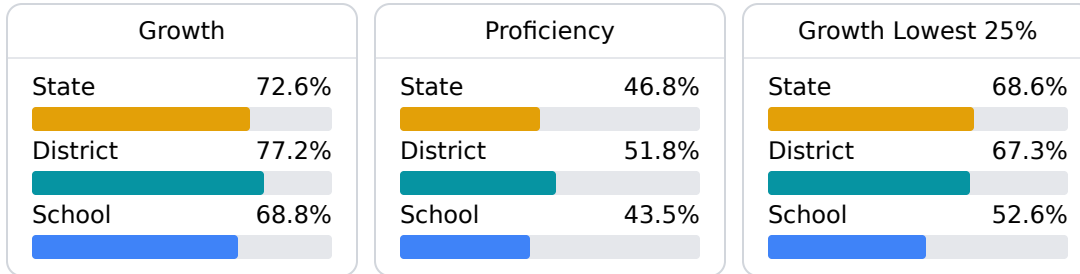 Growth
State 72.6%
District 77.2%
School 68.8%
Proficiency
State 46.8%
District 51.8%
School 43.5%
Growth Lowest 25%
State 68.6%
District 67.3%
School 52.6%